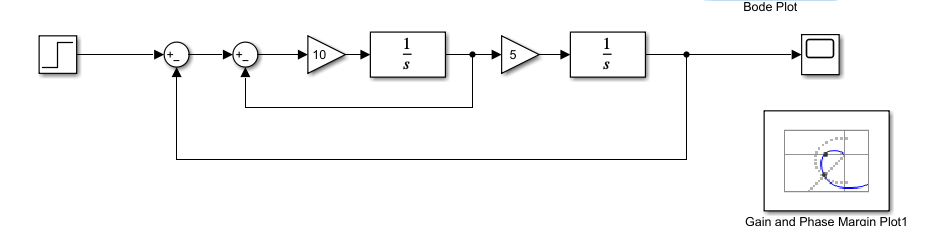 Bode Plot
+
−
+
−
10
1
s
5
1
s
Gain and Phase Margin Plot1